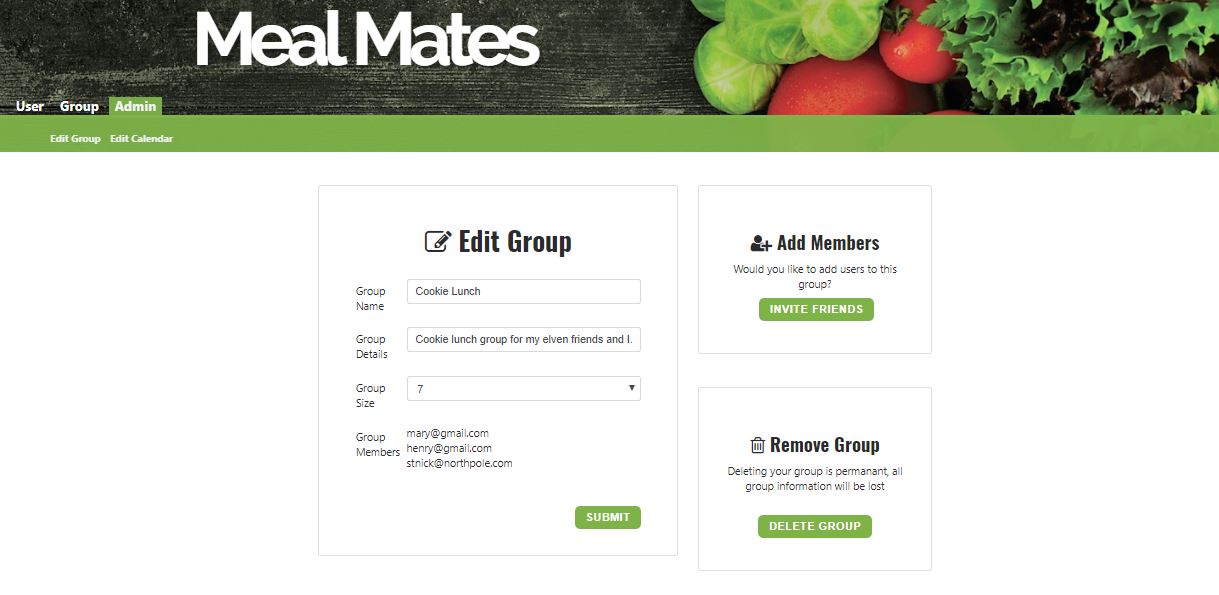 Meal Mates
User Group Admin
Edit Group Edit Calendar
Edit Group
Group Name
Cookie Lunch
Group Details
Cookie lunch group for my elven friends and I.
Group Size
7
Group Members
mary@gmail.com
henry@gmail.com
stnick@northpole.com
SUBMIT
Add Members
Would you like to add users to this
group?
INVITE FRIENDS
Remove Group
Deleting your group is permanant, all
group information will be lost
DELETE GROUP